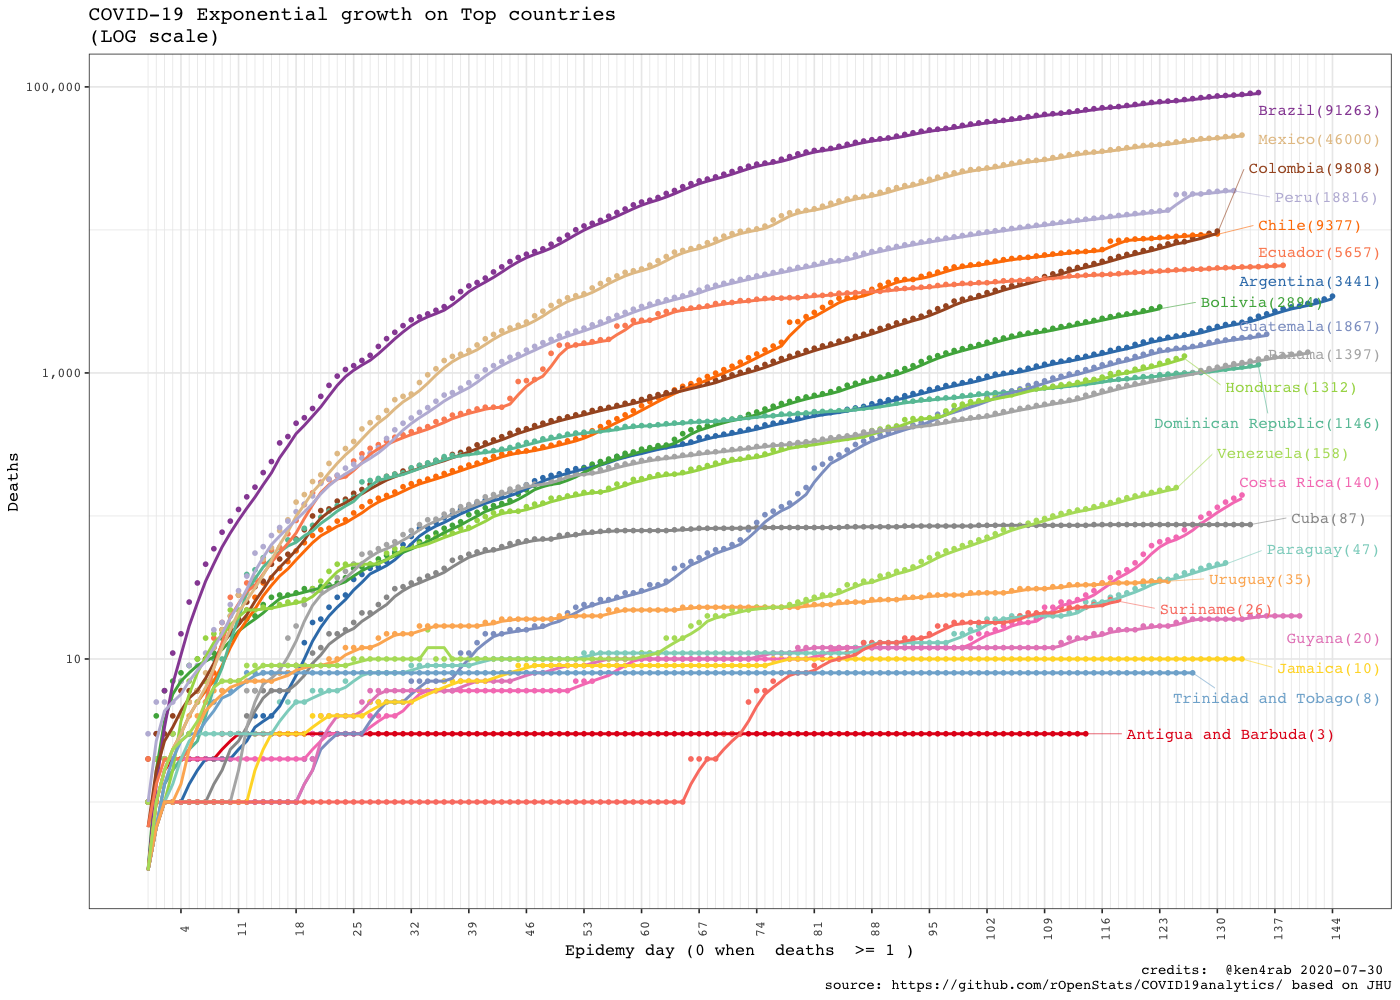 COVID-19 Exponential growth on Top countries
(LOG scale)
100,000
1,000
10
Deaths
Brazil(91263)
Mexico(46000)
Colombia(9808)
Peru(18816)
Chile(9377)
Ecuador(5657)
Argentina(3441)
Bolivia(2894)
Guatemala(1867)
Panama(1397)
Honduras(1312)
Dominican Republic(1146)
Venezuela(158)
Costa Rica(140)
Cuba(87)
Paraguay(47)
Uruguay(35)
Suriname(26)
Guyana(20)
Jamaica(10)
Trinidad and Tobago(8)
Antigua and Barbuda(3)
4 11 18 25 32 39 46 53 60 67 74 81 88 95 102 109 116 123 130 137 144
Epidemy day (0 when  deaths  >= 1 )
credits:  @ken4rab 2020-07-30
source: https://github.com/rOpenStats/COVID19analytics/ based on JHU